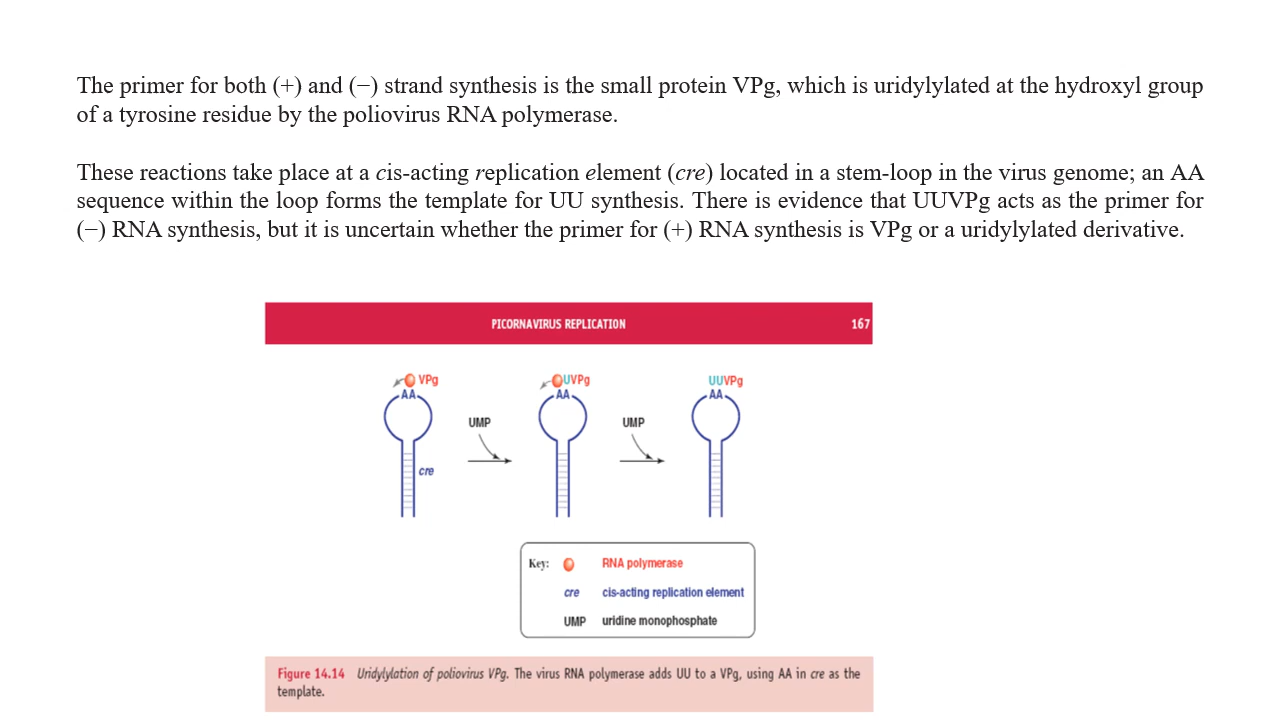 The primer for both (+) and (−) strand synthesis is the small protein VPg, which is uridylylated at the hydroxyl group
of a tyrosine residue by the poliovirus RNA polymerase.
These reactions take place at a cis-acting replication element (cre) located in a stem-loop in the virus genome; an AA
sequence within the loop forms the template for UU synthesis. There is evidence that UUVPg acts as the primer for
(−) RNA synthesis, but it is uncertain whether the primer for (+) RNA synthesis is VPg or a uridylylated derivative.
PICORNAVIRUS REPLICATION 167
VPg UVPg UUVPg
AA AA AA
UMP UMP
cre
Key: RNA polymerase
cre cis-acting replication element
UMP uridine monophosphate
Figure 14.14 Uridylylation of poliovirus VPg. The virus RNA polymerase adds UU to a VPg, using AA in cre as the
template.